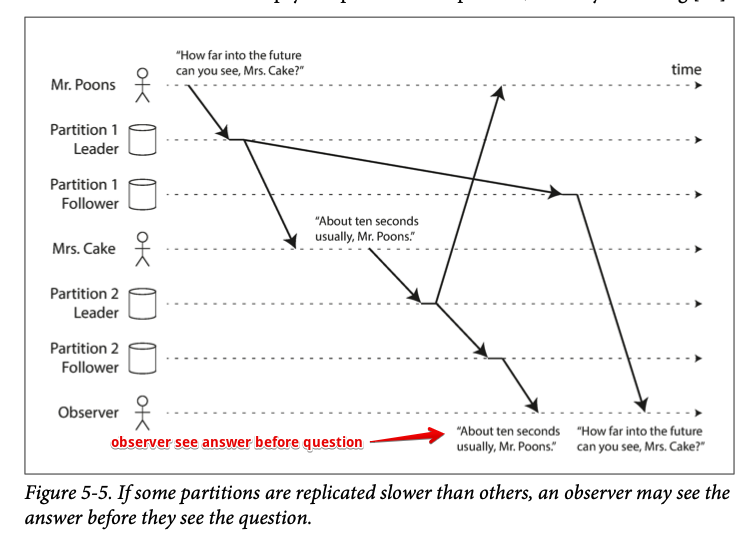 "How far into the future
can you see, Mrs. Cake?"
time
Mr. Poons
Partition 1
Leader
Partition 1
Follower
"About ten seconds
usually, Mr. Poons."
Mrs. Cake
Partition 2
Leader
Partition 2
Follower
Observer
observer see answer before question
"About ten seconds
usually, Mr. Poons."
"How far into the future
can you see, Mrs. Cake?"
Figure 5-5. If some partitions are replicated slower than others, an observer may see the
answer before they see the question.